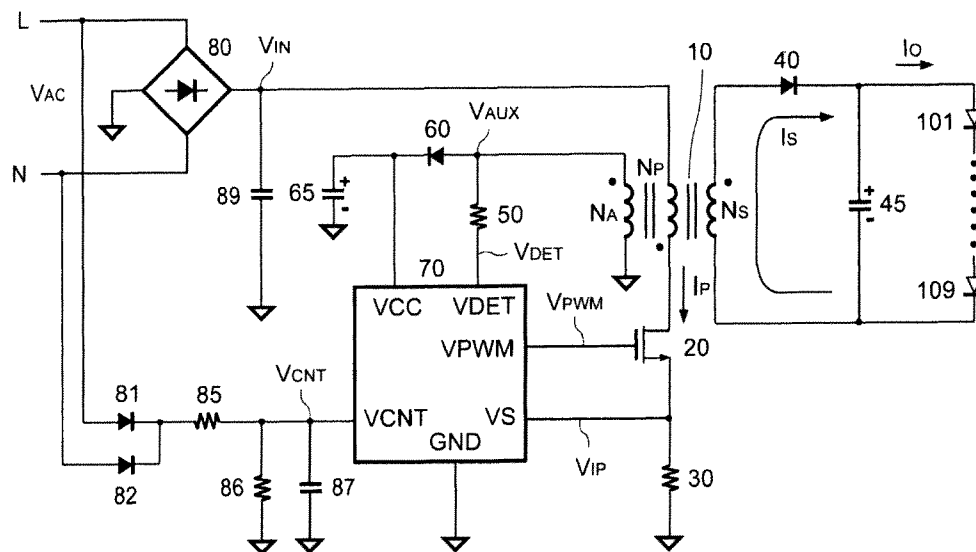 L
80
VIN
10
40
IO
VAC
VAUX
60
101
NP
IS
N
65
89
50
NA
NS
45
VDET
70
IP
109
VCC
VDET
VPWM
VPWM
20
VCNT
81
85
VCNT
VS
GND
VIP
82
86
87
30